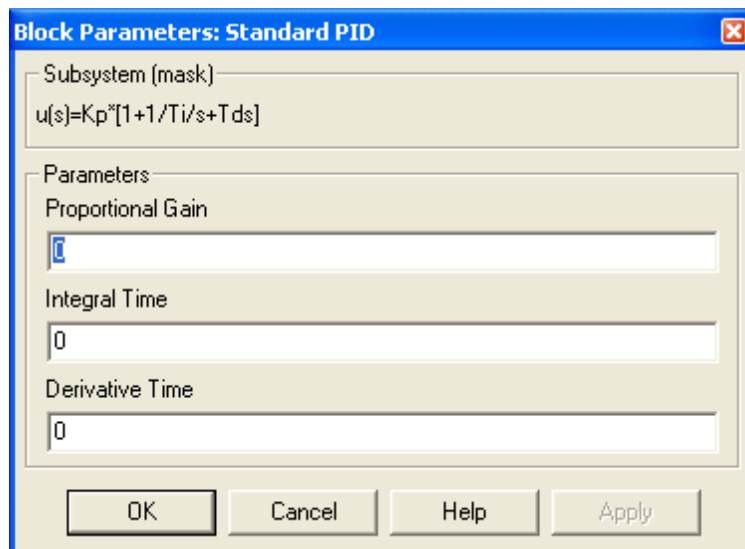 Block Parameters: Standard PID
Subsystem (mask)
u(s)=Kp*[1+1/Ti/s+Tds]
Parameters
Proportional Gain
0
Integral Time
0
Derivative Time
0
OK Cancel Help Apply